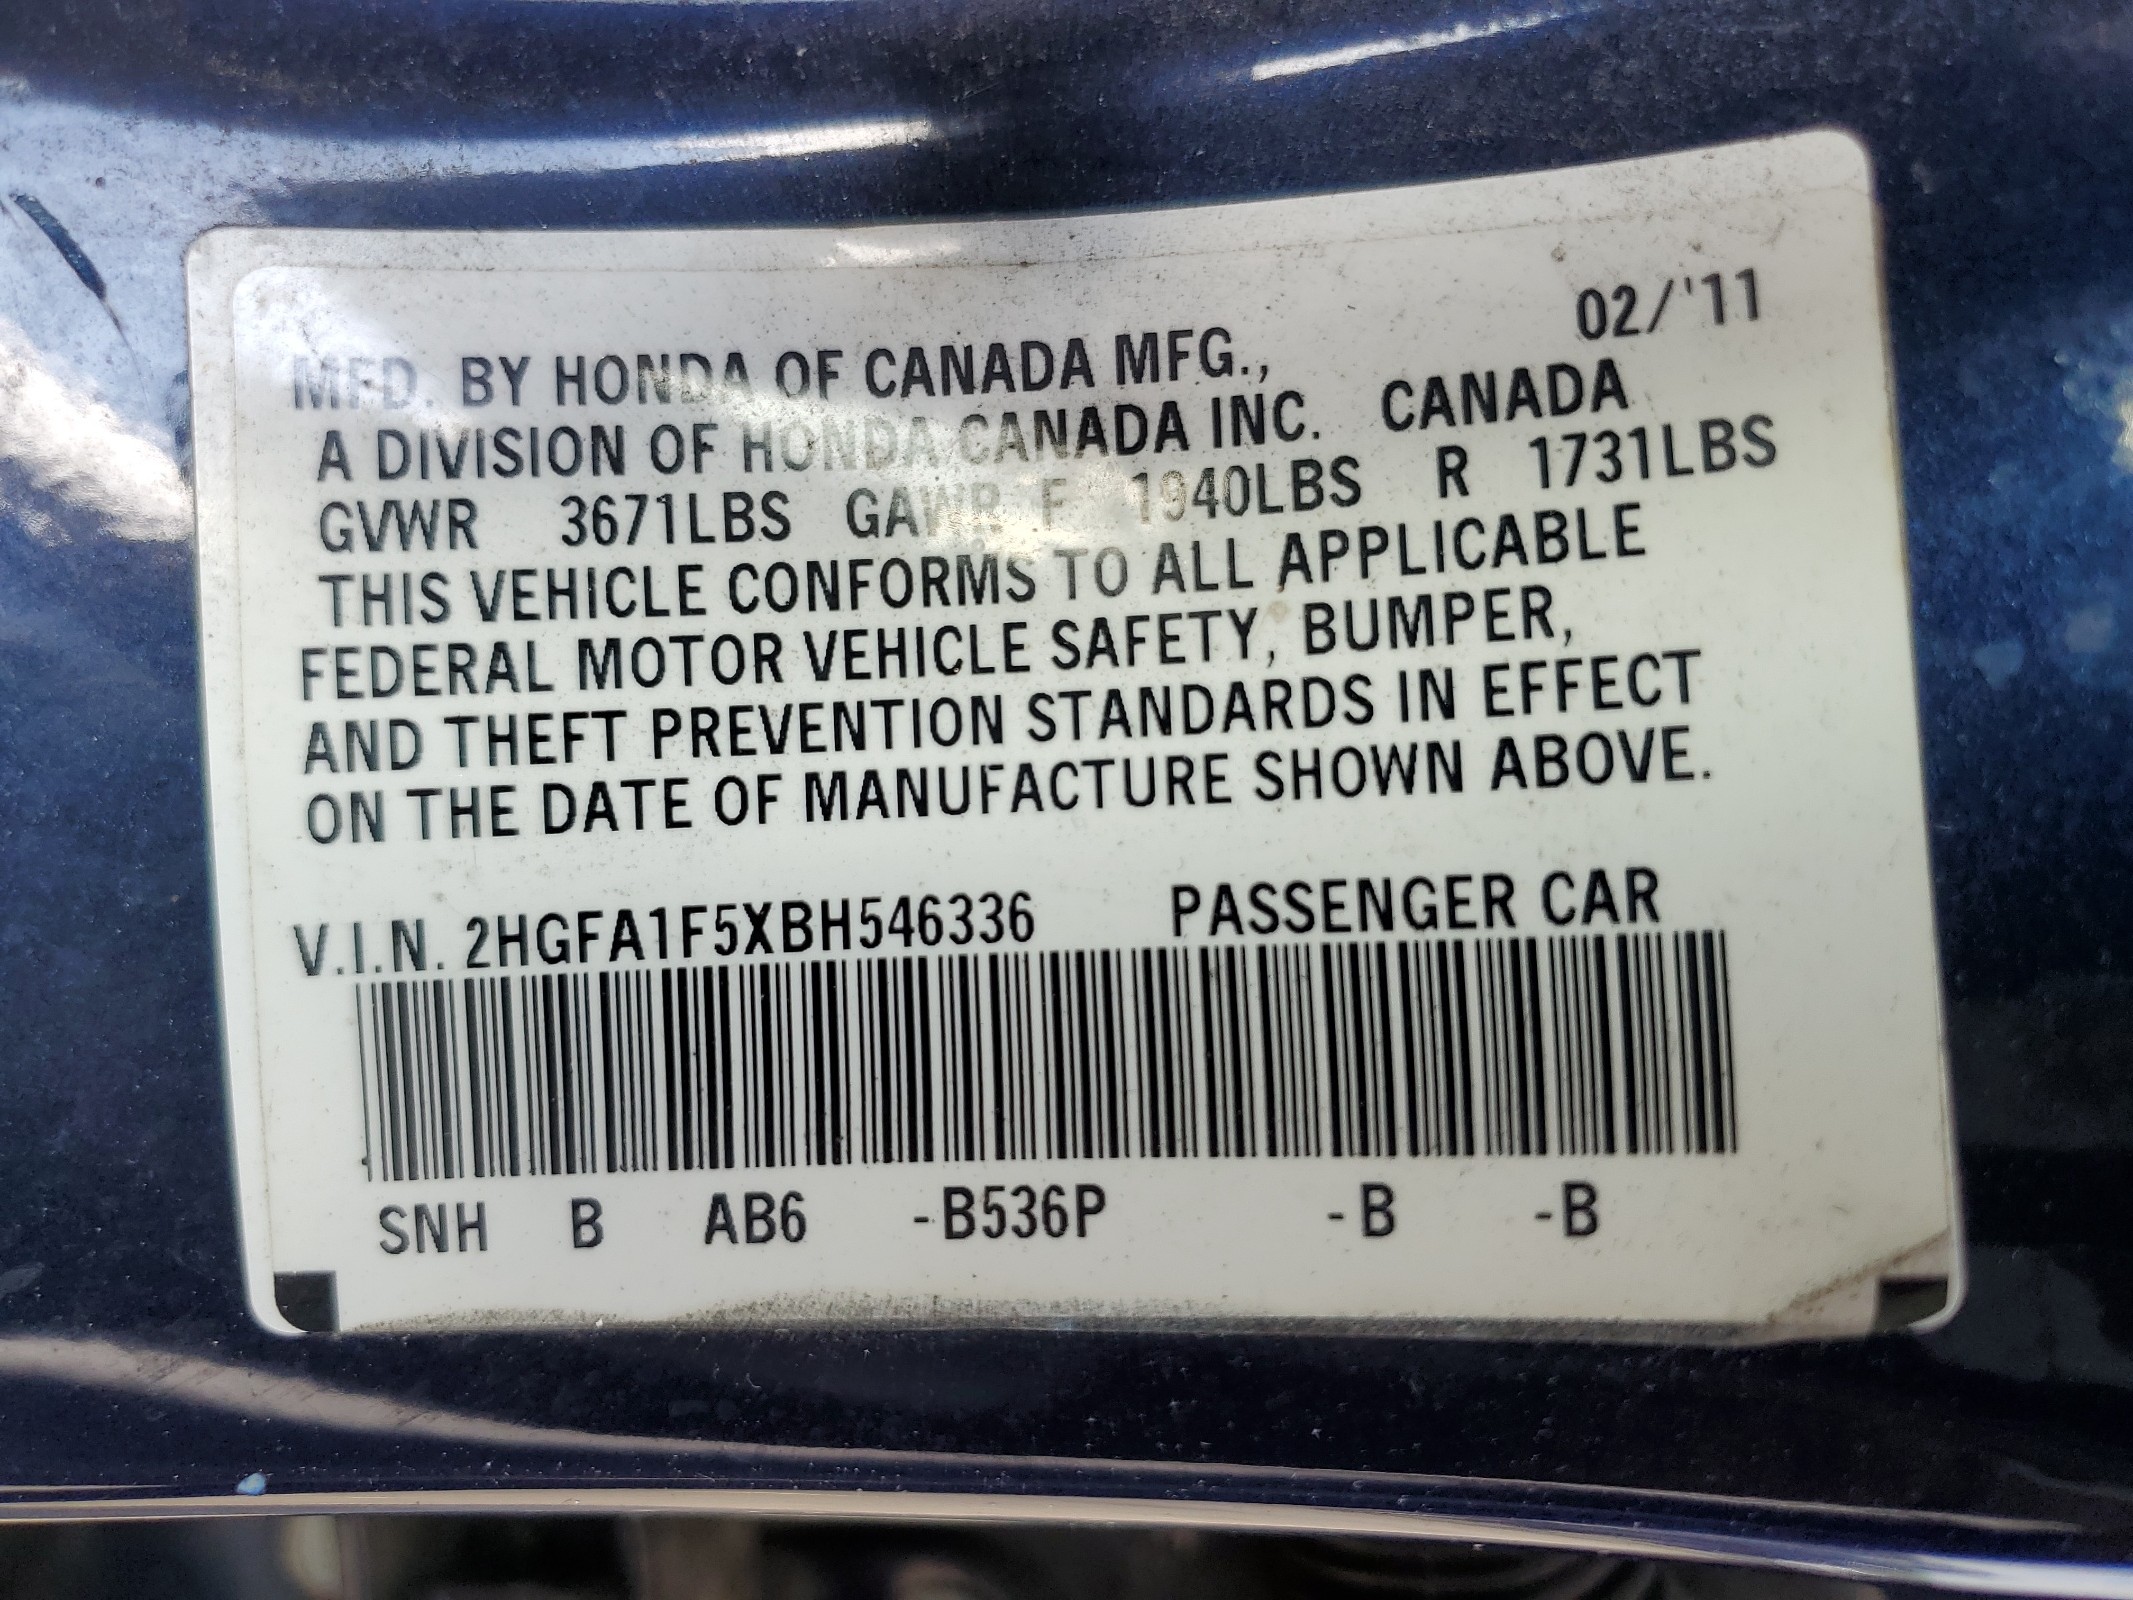 02/'11
MFD. BY HONDA OF CANADA MFG.,
A DIVISION OF HONDA CANADA INC. CANADA
GVWR 3671LBS GAWR F 1940LBS R 1731LBS
THIS VEHICLE CONFORMS TO ALL APPLICABLE
FEDERAL MOTOR VEHICLE SAFETY, BUMPER,
AND THEFT PREVENTION STANDARDS IN EFFECT
ON THE DATE OF MANUFACTURE SHOWN ABOVE.
V.I.N. 2HGFA1F5XBH546336 PASSENGER CAR
SNH B AB6 -B536P -B -B